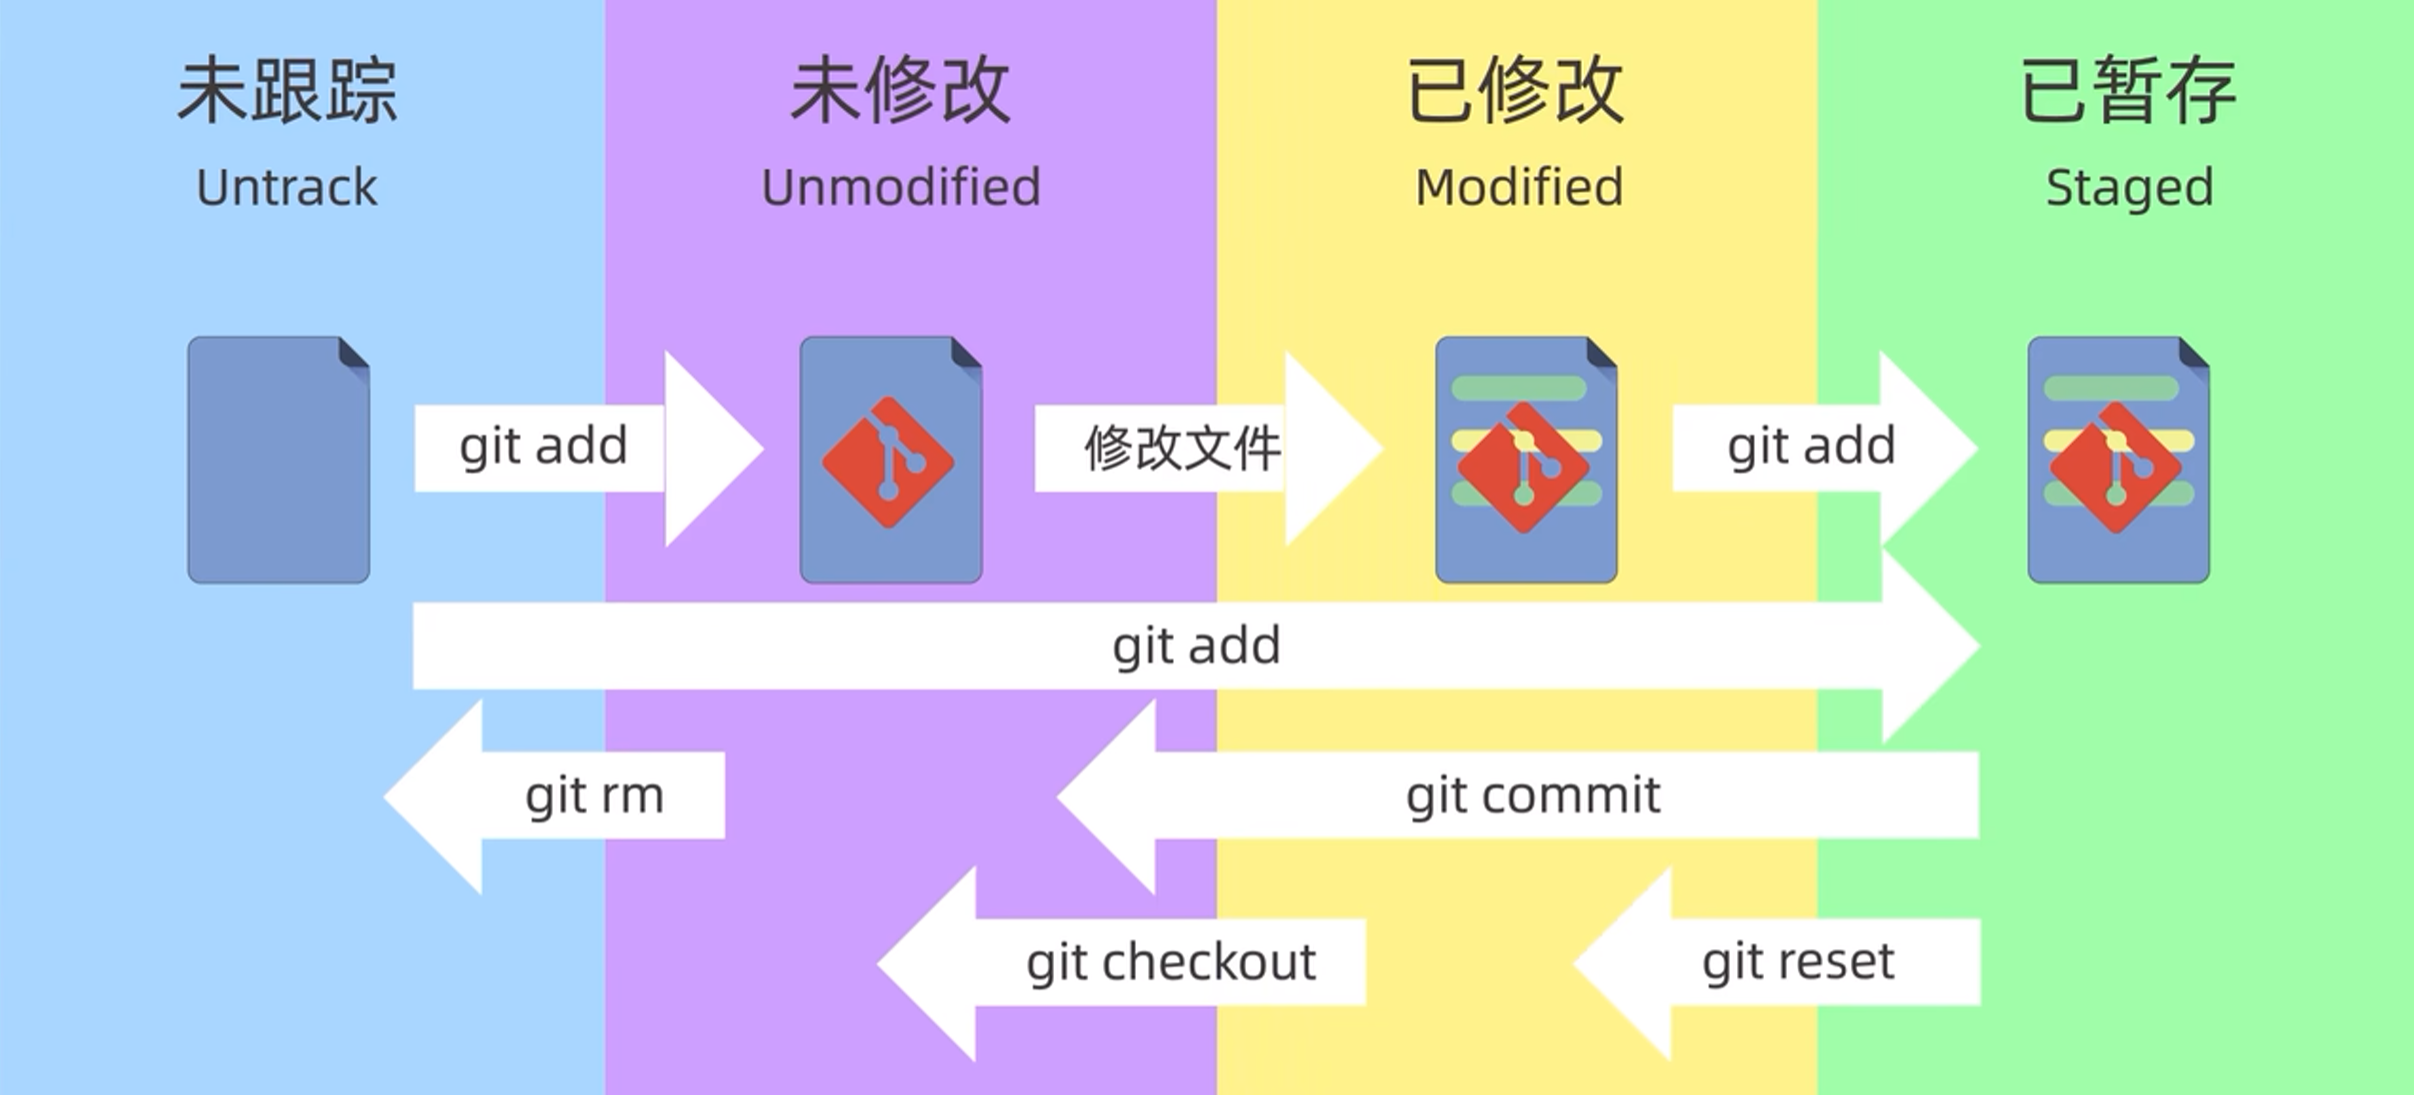 未跟踪
Untrack
未修改
Unmodified
已修改
Modified
已暂存
Staged
git add
修改文件
git add
git add
git rm
git commit
git checkout
git reset